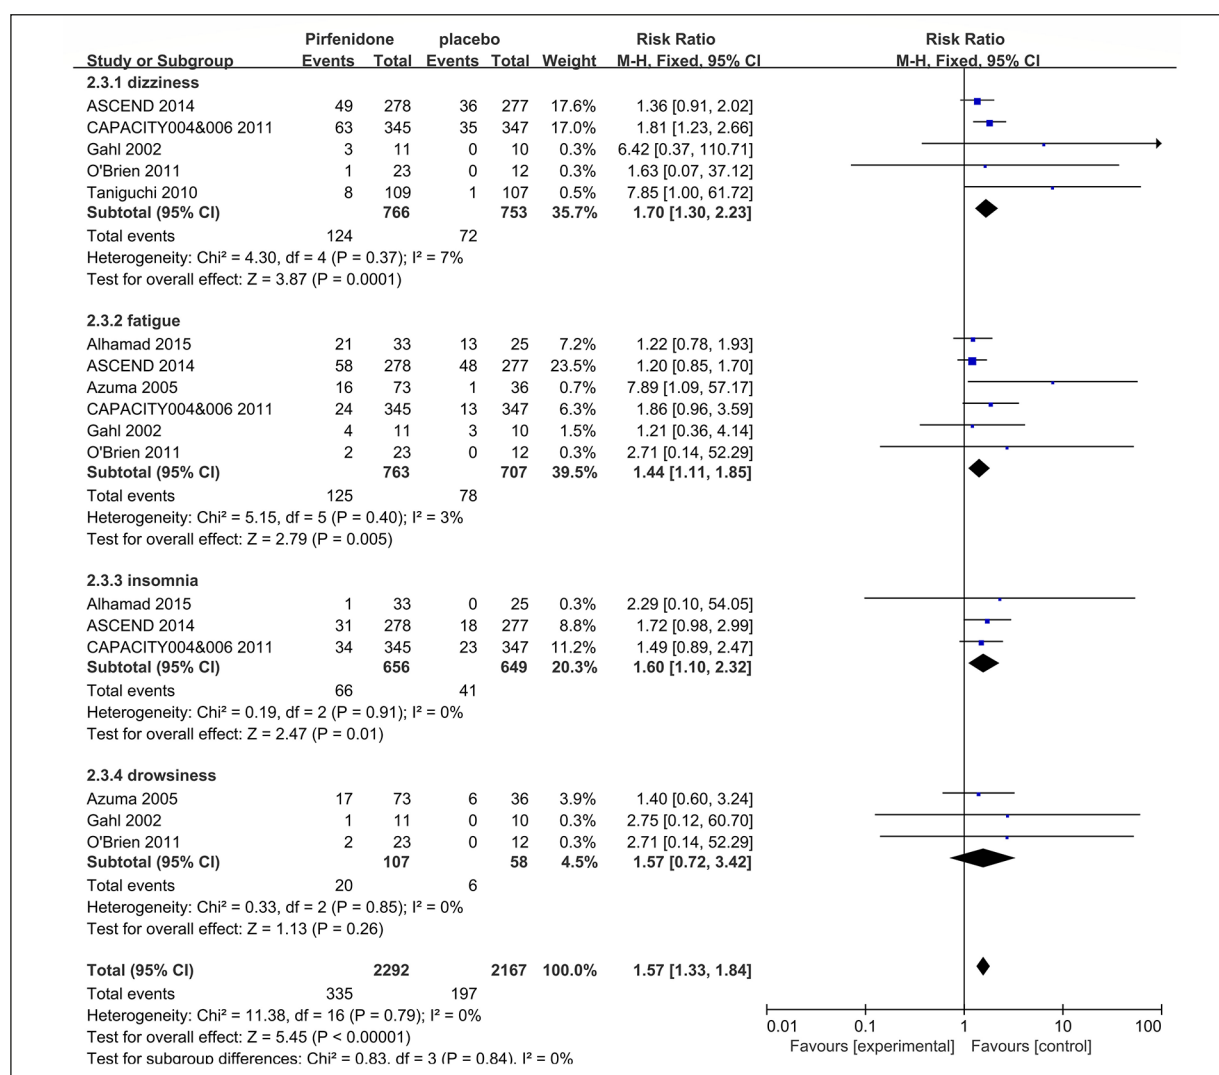 Pirfenidone placebo Risk Ratio Risk Ratio
Study or Subgroup Events Total Events Total Weight M-H, Fixed, 95% CI M-H, Fixed, 95% CI
2.3.1 dizziness
ASCEND 2014 49 278 36 277 17.6% 1.36 [0.91, 2.02]
CAPACITY004&006 2011 63 345 35 347 17.0% 1.81 [1.23, 2.66]
Gahl 2002 3 11 0 10 0.3% 6.42 [0.37, 110.71]
O'Brien 2011 1 23 0 12 0.3% 1.63 [0.07, 37.12]
Taniguchi 2010 8 109 1 107 0.5% 7.85 [1.00, 61.72]
Subtotal (95% CI) 766 753 35.7% 1.70 [1.30, 2.23]
Total events 124 72
Heterogeneity: Chi² = 4.30, df = 4 (P = 0.37); I² = 7%
Test for overall effect: Z = 3.87 (P = 0.0001)
2.3.2 fatigue
Alhamad 2015 21 33 13 25 7.2% 1.22 [0.78, 1.93]
ASCEND 2014 58 278 48 277 23.5% 1.20 [0.85, 1.70]
Azuma 2005 16 73 1 36 0.7% 7.89 [1.09, 57.17]
CAPACITY004&006 2011 24 345 13 347 6.3% 1.86 [0.96, 3.59]
Gahl 2002 4 11 3 10 1.5% 1.21 [0.36, 4.14]
O'Brien 2011 2 23 0 12 0.3% 2.71 [0.14, 52.29]
Subtotal (95% CI) 763 707 39.5% 1.44 [1.11, 1.85]
Total events 125 78
Heterogeneity: Chi² = 5.15, df = 5 (P = 0.40); I² = 3%
Test for overall effect: Z = 2.79 (P = 0.005)
2.3.3 insomnia
Alhamad 2015 1 33 0 25 0.3% 2.29 [0.10, 54.05]
ASCEND 2014 31 278 18 277 8.8% 1.72 [0.98, 2.99]
CAPACITY004&006 2011 34 345 23 347 11.2% 1.49 [0.89, 2.47]
Subtotal (95% CI) 656 649 20.3% 1.60 [1.10, 2.32]
Total events 66 41
Heterogeneity: Chi² = 0.19, df = 2 (P = 0.91); I² = 0%
Test for overall effect: Z = 2.47 (P = 0.01)
2.3.4 drowsiness
Azuma 2005 17 73 6 36 3.9% 1.40 [0.60, 3.24]
Gahl 2002 1 11 0 10 0.3% 2.75 [0.12, 60.70]
O'Brien 2011 2 23 0 12 0.3% 2.71 [0.14, 52.29]
Subtotal (95% CI) 107 58 4.5% 1.57 [0.72, 3.42]
Total events 20 6
Heterogeneity: Chi² = 0.33, df = 2 (P = 0.85); I² = 0%
Test for overall effect: Z = 1.13 (P = 0.26)
Total (95% CI) 2292 2167 100.0% 1.57 [1.33, 1.84]
Total events 335 197
Heterogeneity: Chi² = 11.38, df = 16 (P = 0.79); I² = 0%
Test for overall effect: Z = 5.45 (P < 0.00001)
Test for subgroup differences: Chi² = 0.83, df = 3 (P = 0.84), I² = 0%
0.01 0.1 1 10 100
Favours [experimental] Favours [control]